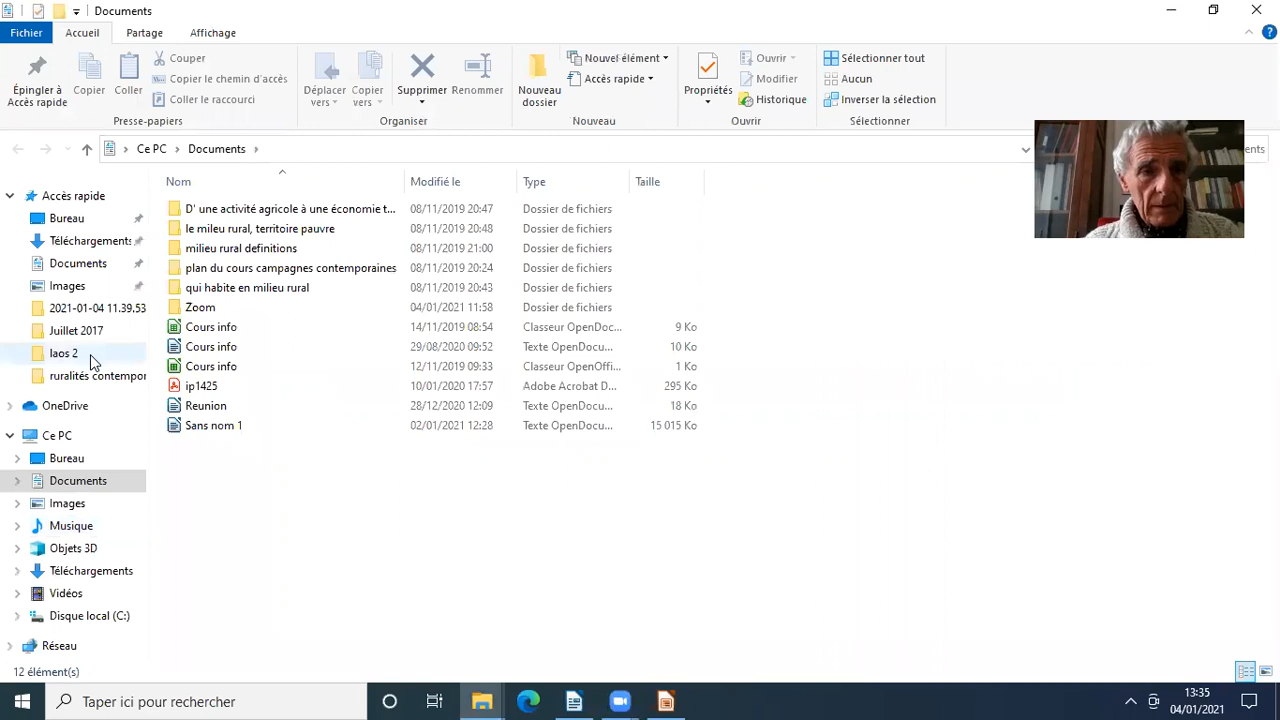 Documents
Fichier Accueil Partage Affichage
Épingler à Accès rapide
Copier
Coller
Couper
Copier le chemin d'accès
Coller le raccourci
Presse-papiers
Déplacer vers
Copier vers
Supprimer
Renommer
Organiser
Nouveau dossier
Nouvel élément
Accès rapide
Nouveau
Propriétés
Ouvrir
Modifier
Historique
Ouvrir
Sélectionner tout
Aucun
Inverser la sélection
Sélectionner
Ce PC > Documents >
Accès rapide
Bureau
Téléchargements
Documents
Images
2021-01-04 11.39.53
Juillet 2017
laos 2
ruralités contempor
OneDrive
Ce PC
Bureau
Documents
Images
Musique
Objets 3D
Téléchargements
Vidéos
Disque local (C:)
Réseau
Nom Modifié le Type Taille
D' une activité agricole à une économie t... 08/11/2019 20:47 Dossier de fichiers
le mileu rural, territoire pauvre 08/11/2019 20:48 Dossier de fichiers
milieu rural definitions 08/11/2019 21:00 Dossier de fichiers
plan du cours campagnes contemporaines 08/11/2019 20:24 Dossier de fichiers
qui habite en milieu rural 08/11/2019 20:43 Dossier de fichiers
Zoom 04/01/2021 11:58 Dossier de fichiers
Cours info 14/11/2019 08:54 Classeur OpenDoc... 9 Ko
Cours info 29/08/2020 10:52 Texte OpenDocu... 10 Ko
Cours info 12/11/2019 09:33 Classeur OpenOffi... 1 Ko
ip1425 10/01/2020 17:57 Adobe Acrobat D... 295 Ko
Reunion 28/12/2020 12:09 Texte OpenDocu... 18 Ko
Sans nom 1 02/01/2021 12:28 Texte OpenDocu... 15 015 Ko
12 élément(s)
Taper ici pour rechercher
13:35
04/01/2021